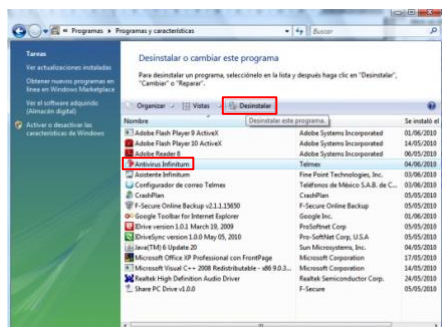 Programas
Programas y características
Buscar
Tareas
Ver actualizaciones instaladas
Obtener nuevos programas en
línea en Windows Marketplace
Ver el software adquirido
(Almacén digital)
Activar o desactivar las
características de Windows
Desinstalar o cambiar este programa
Para desinstalar un programa, selecciónelo en la lista y después haga clic en "Desinstalar",
"Cambiar" o "Reparar".
Organizar Vistas Desinstalar
Nombre Desinstalar este programa. Se instaló el
Adobe Flash Player 9 ActiveX Adobe Systems Incorporated 01/06/2010
Adobe Flash Player 10 ActiveX Adobe Systems Incorporated 14/05/2010
Adobe Reader 8 Adobe Systems Incorporated 06/05/2010
Antivirus Infinitum Telmex 04/06/2010
Asistente Infinitum Fine Point Technologies, Inc. 03/06/2010
Configurador de correo Telmex Teléfonos de México S.A.B. de C... 03/06/2010
CrashPlan CrashPlan 05/05/2010
F-Secure Online Backup v2.1.1.15650 F-Secure Online Backup 05/05/2010
Google Toolbar for Internet Explorer Google Inc. 01/06/2010
IDrive version 1.0.1 March 19, 2009 ProSoftnet Corp 05/05/2010
IDriveSync version 1.0.0 May 05, 2010 Pro-SoftNet Corp, U.S.A 05/05/2010
Java(TM) 6 Update 20 Sun Microsystems, Inc. 04/05/2010
Microsoft Office XP Professional con FrontPage Microsoft Corporation 17/05/2010
Microsoft Visual C++ 2008 Redistributable - x86 9.0.3... Microsoft Corporation 14/05/2010
Realtek High Definition Audio Driver Realtek Semiconductor Corp. 24/05/2010
Share PC Drive v1.0.0 F-Secure 05/05/2010